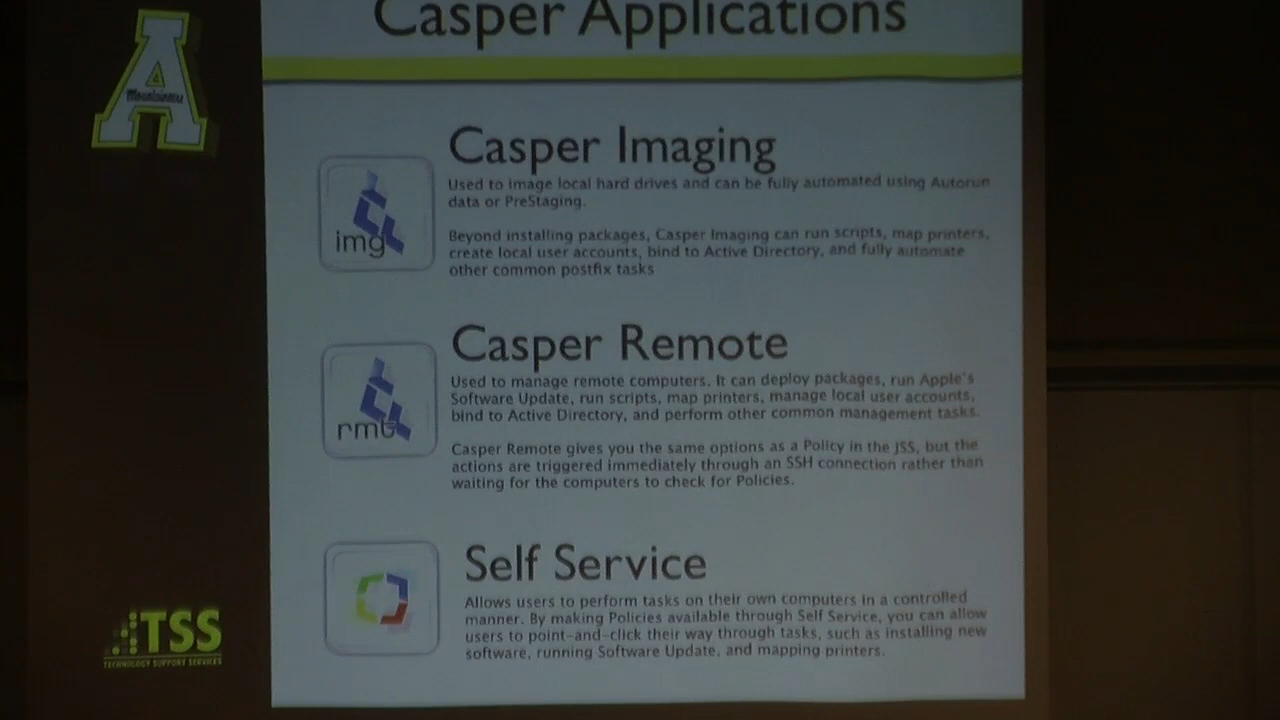 Casper Applications
A
Mountaineers
Casper Imaging
Used to image local hard drives and can be fully automated using Autorun
data or PreStaging.
img
Beyond installing packages, Casper Imaging can run scripts, map printers,
create local user accounts, bind to Active Directory, and fully automate
other common postfix tasks
Casper Remote
Used to manage remote computers. It can deploy packages, run Apple's
Software Update, run scripts, map printers, manage local user accounts,
bind to Active Directory, and perform other common management tasks.
rmt
Casper Remote gives you the same options as a Policy in the JSS, but the
actions are triggered immediately through an SSH connection rather than
waiting for the computers to check for Policies.
Self Service
Allows users to perform tasks on their own computers in a controlled
manner. By making Policies available through Self Service, you can allow
users to point-and-click their way through tasks, such as installing new
software, running Software Update, and mapping printers.
TSS
TECHNOLOGY SUPPORT SERVICES